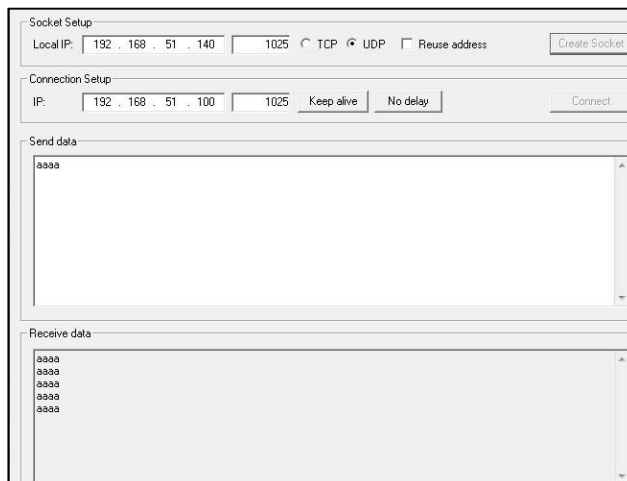 Socket Setup
Local IP: 192 . 168 . 51 . 140 1025 TCP UDP Reuse address Create Socket
Connection Setup
IP: 192 . 168 . 51 . 100 1025 Keep alive No delay Connect
Send data
aaaa
Receive data
aaaa
aaaa
aaaa
aaaa
aaaa